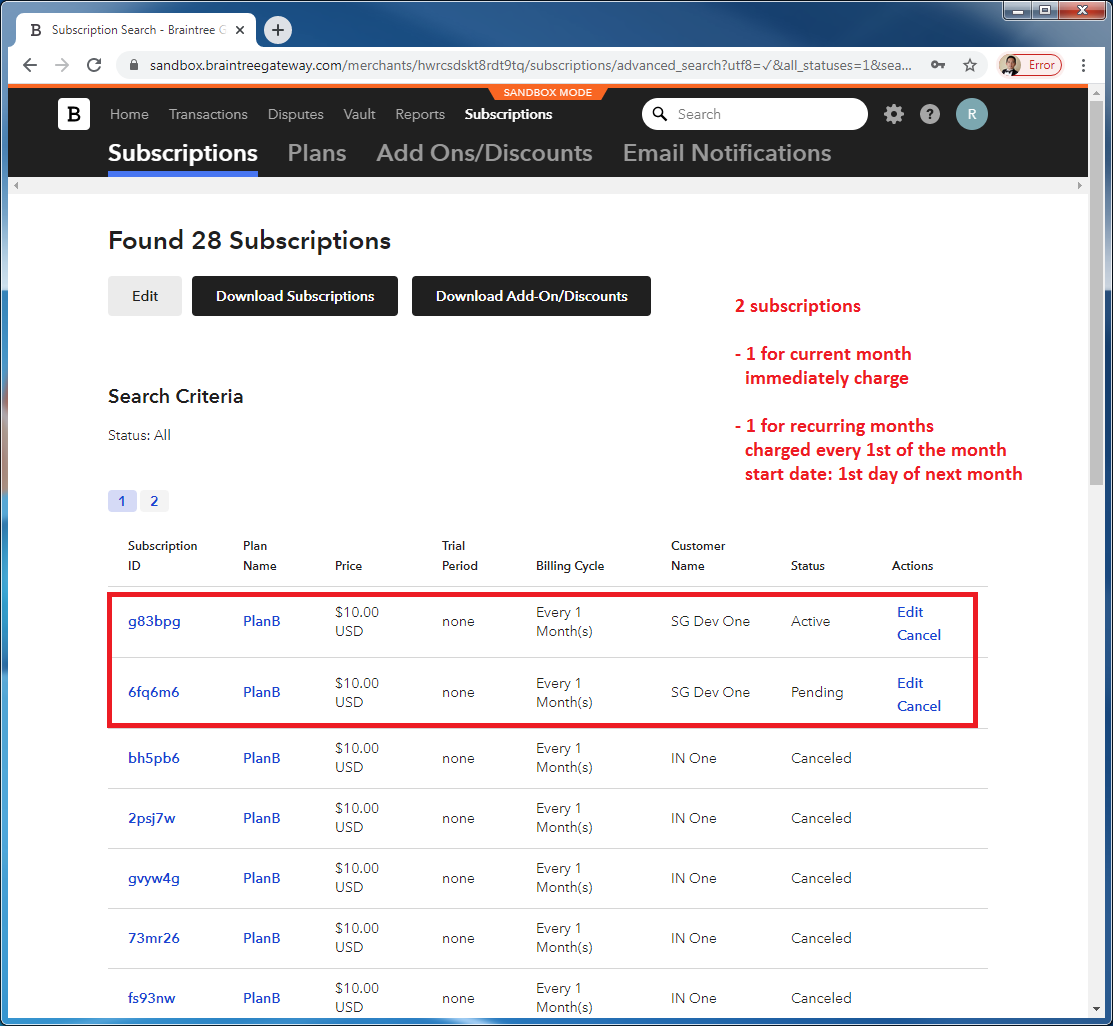 B Subscription Search - Braintree G
sandbox.braintreegateway.com/merchants/hwrcsdskt8rdt9tq/subscriptions/advanced_search?utf8=✓&all_statuses=1&sea...
Error
SANDBOX MODE
B Home Transactions Disputes Vault Reports Subscriptions Search ? R
Subscriptions Plans Add Ons/Discounts Email Notifications
Found 28 Subscriptions
Edit Download Subscriptions Download Add-On/Discounts
2 subscriptions
- 1 for current month
immediately charge
- 1 for recurring months
charged every 1st of the month
start date: 1st day of next month
Search Criteria
Status: All
1 2
Subscription ID Plan Name Price Trial Period Billing Cycle Customer Name Status Actions
g83bpg PlanB $10.00 USD none Every 1 Month(s) SG Dev One Active Edit Cancel
6fq6m6 PlanB $10.00 USD none Every 1 Month(s) SG Dev One Pending Edit Cancel
bh5pb6 PlanB $10.00 USD none Every 1 Month(s) IN One Canceled
2psj7w PlanB $10.00 USD none Every 1 Month(s) IN One Canceled
gvyw4g PlanB $10.00 USD none Every 1 Month(s) IN One Canceled
73mr26 PlanB $10.00 USD none Every 1 Month(s) IN One Canceled
fs93nw PlanB $10.00 USD none Every 1 Month(s) IN One Canceled